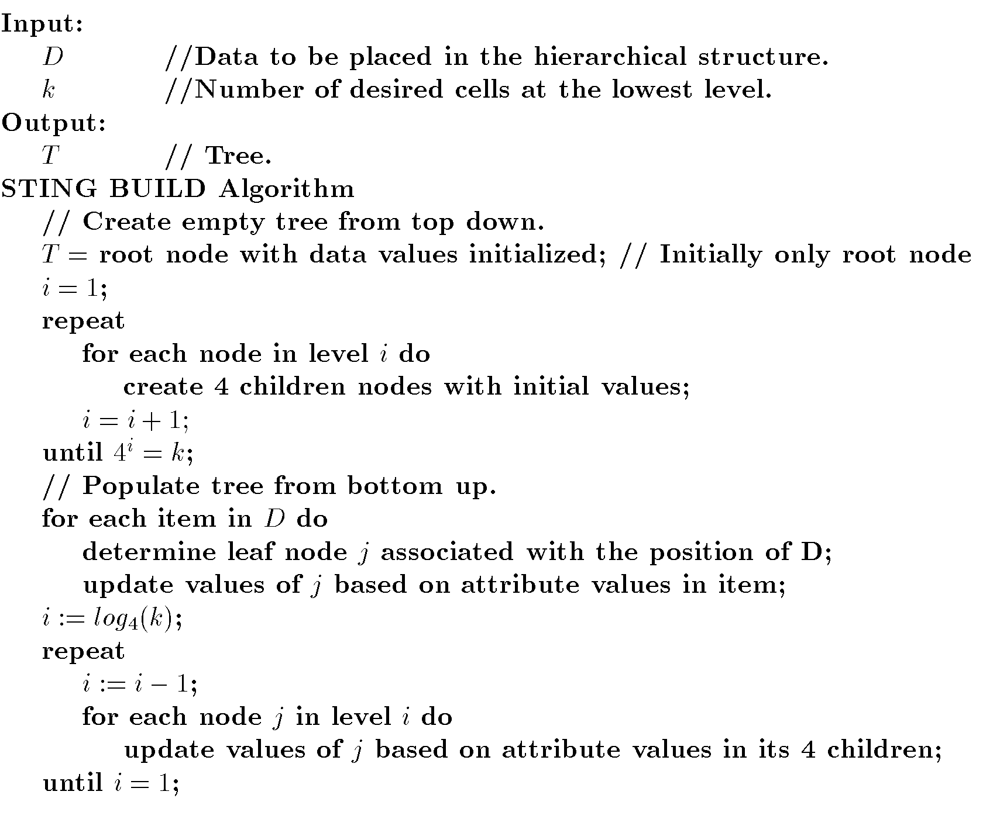 Input:
D //Data to be placed in the hierarchical structure.
k //Number of desired cells at the lowest level.
Output:
T // Tree.
STING BUILD Algorithm
// Create empty tree from top down.
T = root node with data values initialized; // Initially only root node
i = 1;
repeat
for each node in level i do
create 4 children nodes with initial values;
i = i + 1;
until 4^i = k;
// Populate tree from bottom up.
for each item in D do
determine leaf node j associated with the position of D;
update values of j based on attribute values in item;
i := log₄(k);
repeat
i := i − 1;
for each node j in level i do
update values of j based on attribute values in its 4 children;
until i = 1;